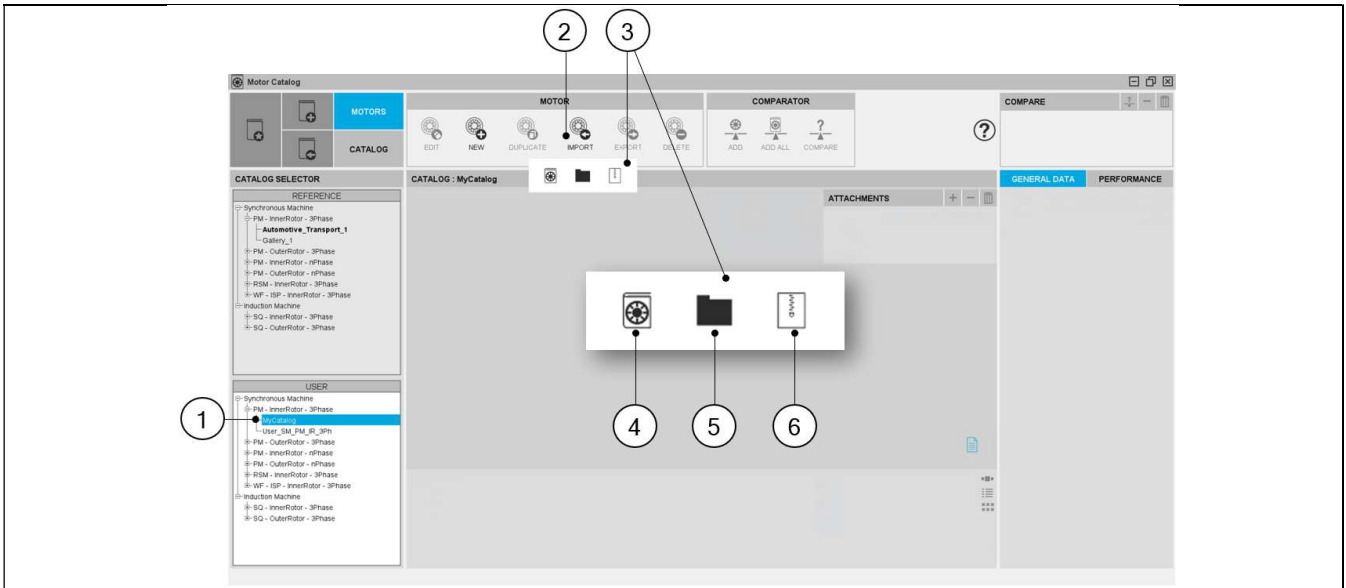 2
3
Motor Catalog
MOTORS
CATALOG
MOTOR
EDIT
NEW
DUPLICATE
IMPORT
EXPORT
DELETE
COMPARATOR
ADD
ADD ALL
?
COMPARE
?
COMPARE
CATALOG SELECTOR
CATALOG : MyCatalog
GENERAL DATA
PERFORMANCE
REFERENCE
Synchronous Machine
PM - InnerRotor - 3Phase
Automotive_Transport_1
Gallery_1
PM - OuterRotor - 3Phase
PM - InnerRotor - nPhase
PM - OuterRotor - nPhase
RSM - InnerRotor - 3Phase
WF - ISP - InnerRotor - 3Phase
Induction Machine
SQ - InnerRotor - 3Phase
SQ - OuterRotor - 3Phase
ATTACHMENTS
USER
Synchronous Machine
PM - InnerRotor - 3Phase
1
MyCatalog
User_SM_PM_IR_3Ph
PM - OuterRotor - 3Phase
PM - InnerRotor - nPhase
PM - OuterRotor - nPhase
RSM - InnerRotor - 3Phase
WF - ISP - InnerRotor - 3Phase
Induction Machine
SQ - InnerRotor - 3Phase
SQ - OuterRotor - 3Phase
4
5
6